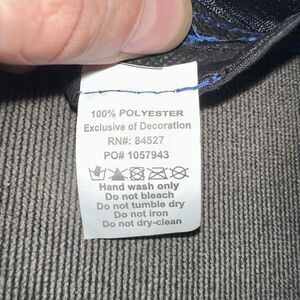 100% POLYESTER
Exclusive of Decoration
RN#: 84527
PO# 1057943
Hand wash only
Do not bleach
Do not tumble dry
Do not iron
Do not dry-clean